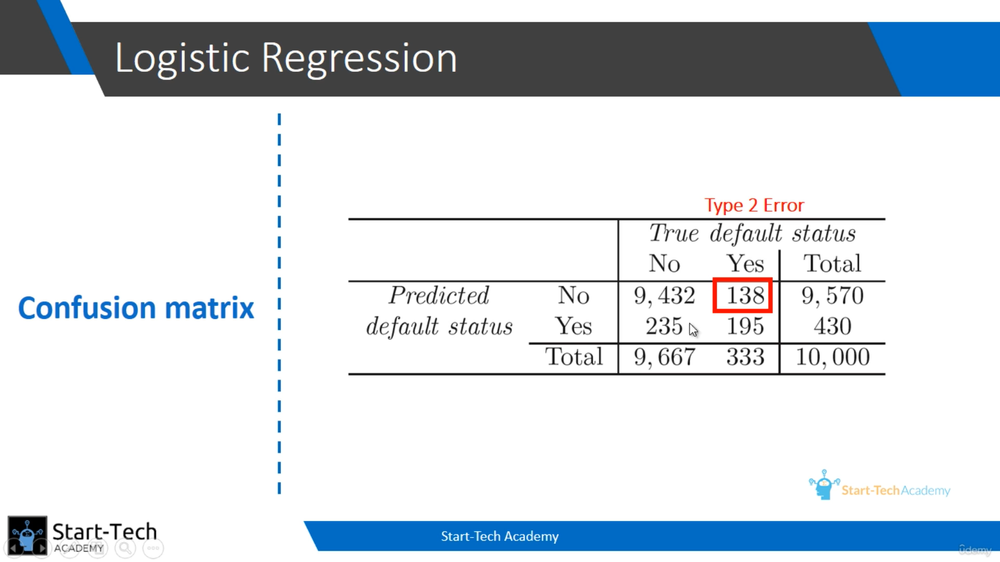 Logistic Regression
Confusion matrix
Type 2 Error
True default status
No Yes Total
Predicted No 9,432 138 9,570
default status Yes 235 195 430
Total 9,667 333 10,000
Start-Tech Academy
Start-Tech
ACADEMY
Start-Tech Academy
ûdemy